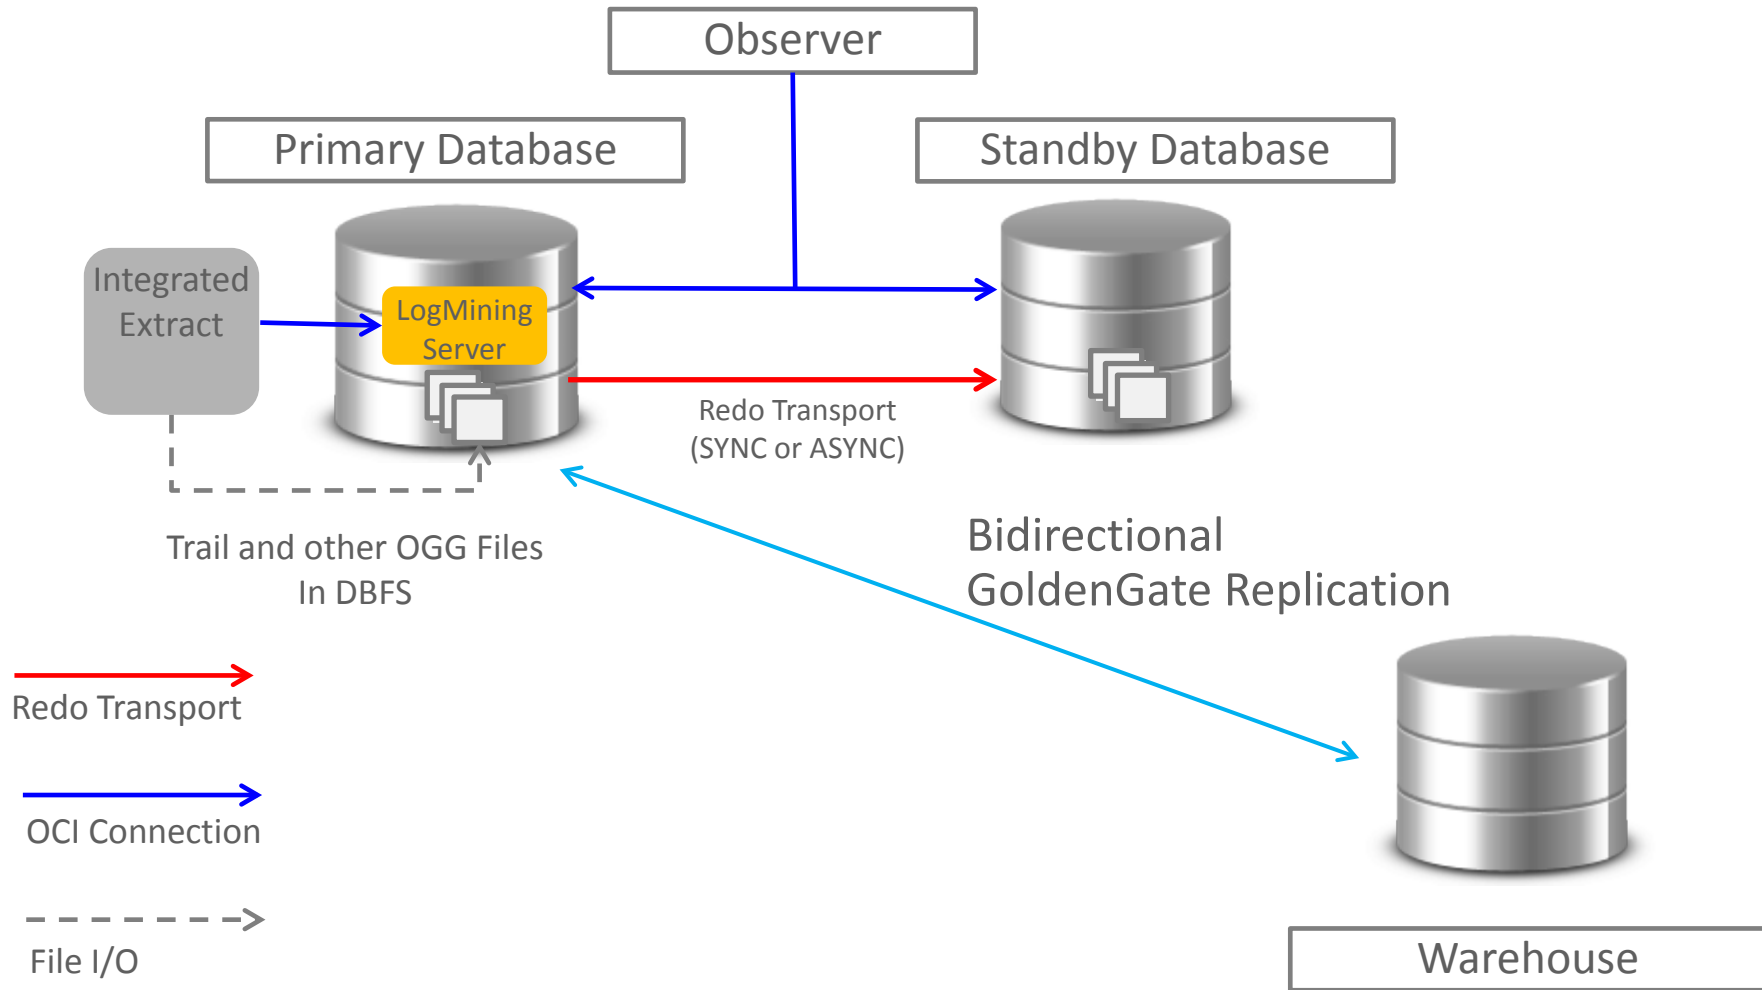 Observer
Primary Database
Standby Database
Integrated
Extract
LogMining
Server
Redo Transport
(SYNC or ASYNC)
Trail and other OGG Files
In DBFS
Bidirectional
GoldenGate Replication
Redo Transport
OCI Connection
File I/O
Warehouse